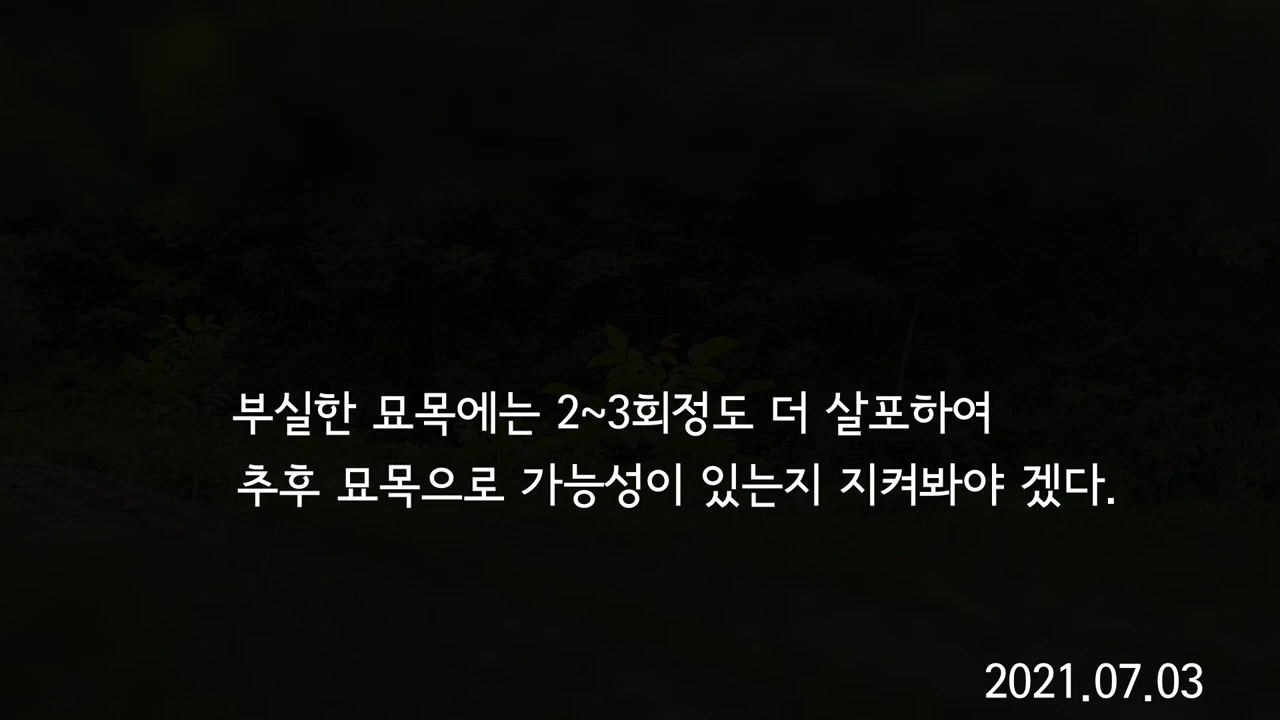 부실한 묘목에는 2~3회정도 더 살포하여
추후 묘목으로 가능성이 있는지 지켜봐야 겠다.
2021.07.03